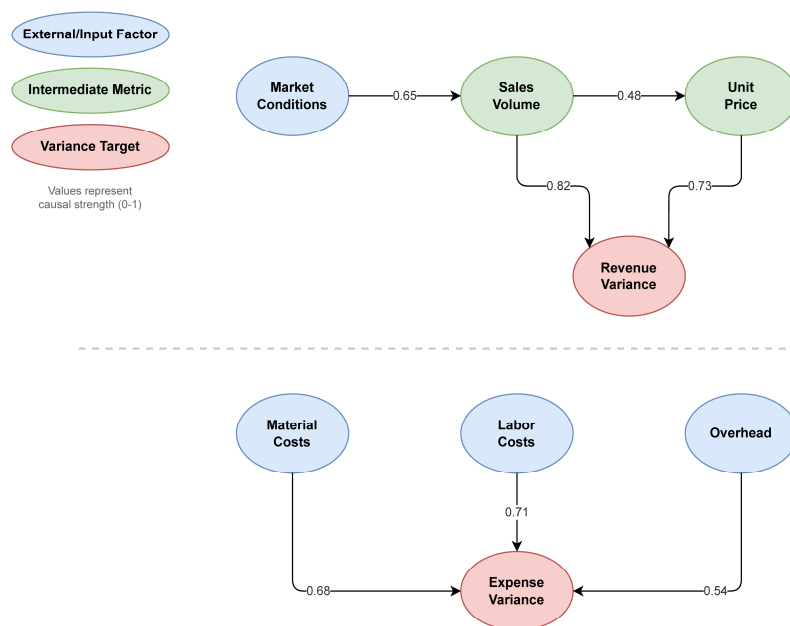 External/Input Factor
Intermediate Metric
Variance Target
Values represent
causal strength (0-1)
Market
Conditions
0.65
Sales
Volume
0.48
Unit
Price
0.82
0.73
Revenue
Variance
Material
Costs
Labor
Costs
Overhead
0.71
0.68
Expense
Variance
0.54